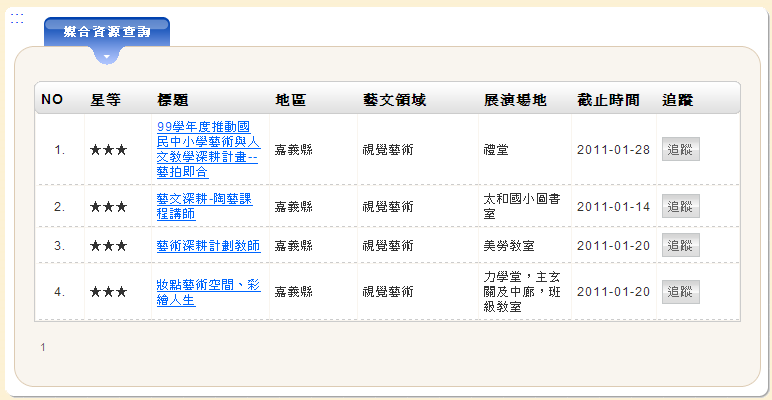 :::
媒合資源查詢
NO 星等 標題 地區 藝文領域 展演場地 截止時間 追蹤
1. ★★★ 99學年度推動國民中小學藝術與人文教學深耕計畫--藝拍即合 嘉義縣 視覺藝術 禮堂 2011-01-28 追蹤
2. ★★★ 藝文深耕-陶藝課程講師 嘉義縣 視覺藝術 太和國小圖書室 2011-01-14 追蹤
3. ★★★ 藝術深耕計劃教師 嘉義縣 視覺藝術 美勞教室 2011-01-20 追蹤
4. ★★★ 妝點藝術空間、彩繪人生 嘉義縣 視覺藝術 力學堂，主玄關及中廊，班級教室 2011-01-20 追蹤
1